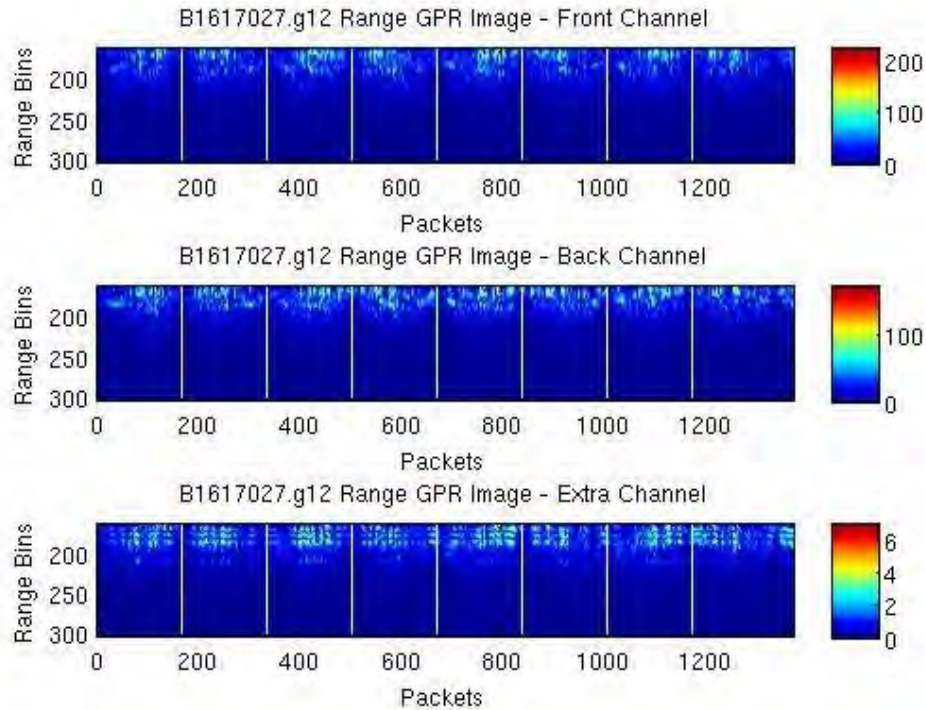 B1617027.g12 Range GPR Image - Front Channel
Range Bins
200
250
300
0 200 400 600 800 1000 1200
Packets
200
100
0
B1617027.g12 Range GPR Image - Back Channel
Range Bins
200
250
300
0 200 400 600 800 1000 1200
Packets
100
0
B1617027.g12 Range GPR Image - Extra Channel
Range Bins
200
250
300
0 200 400 600 800 1000 1200
Packets
6
4
2
0